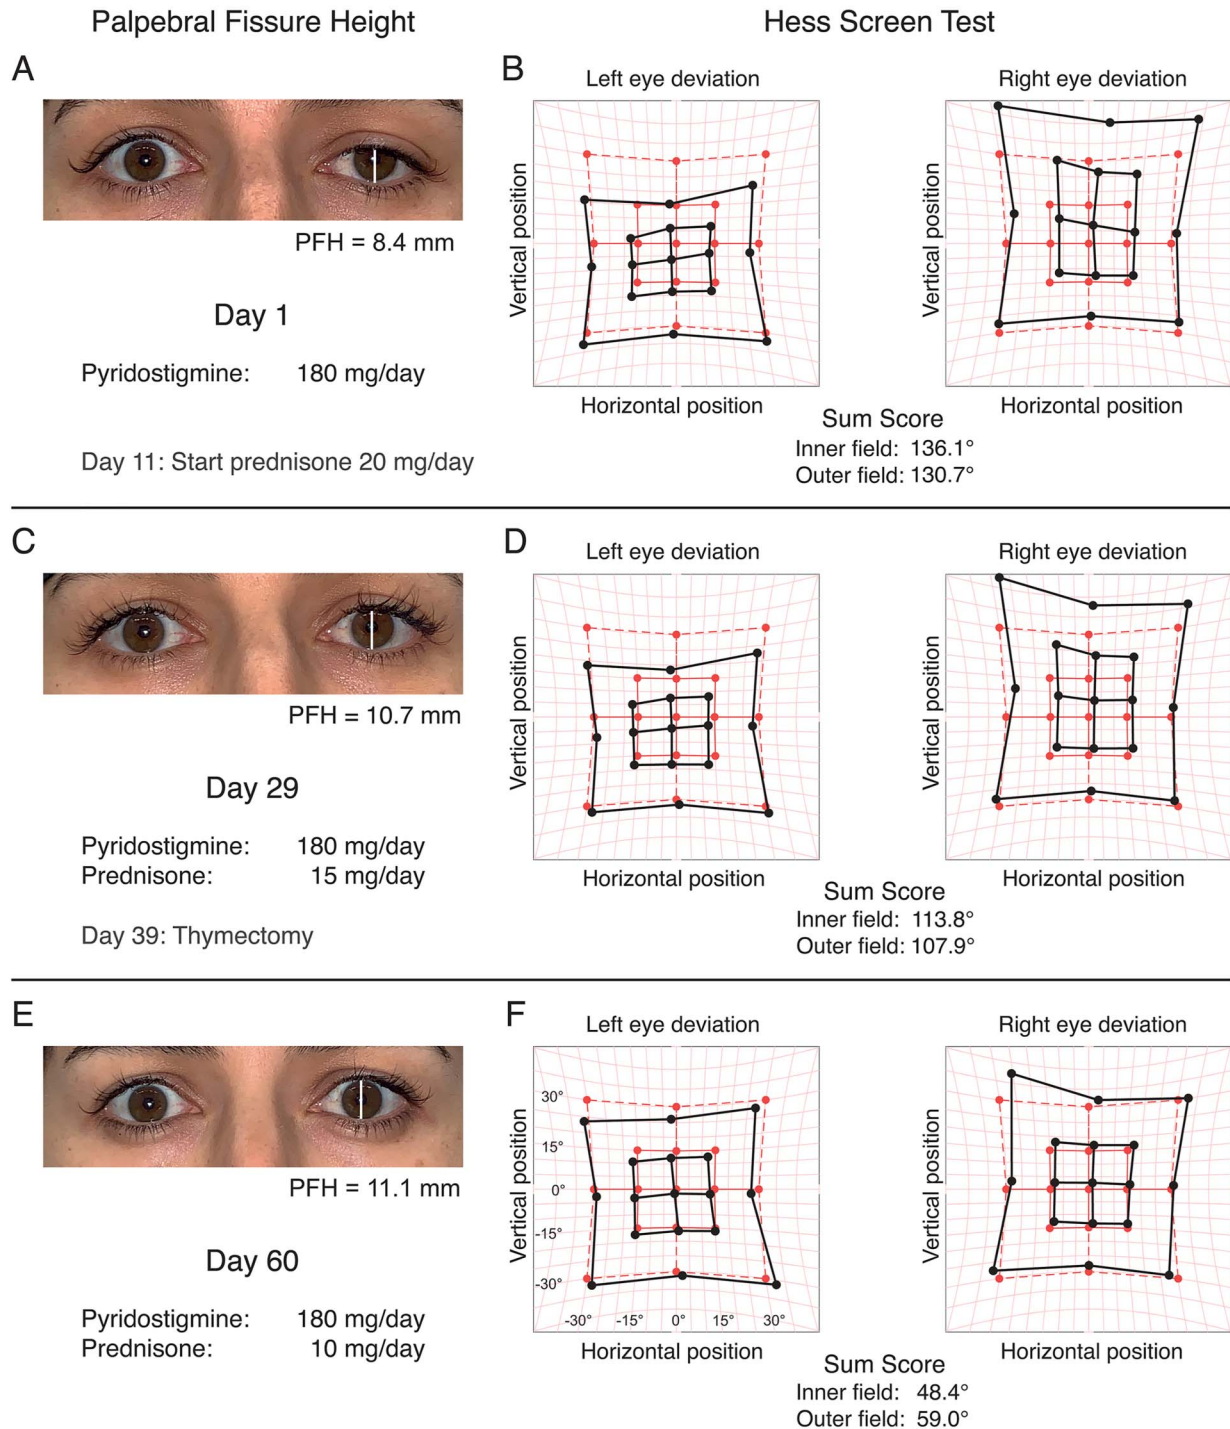 Palpebral Fissure Height
Hess Screen Test
A
B
Left eye deviation
Right eye deviation
Vertical position
Vertical position
PFH = 8.4 mm
Day 1
Pyridostigmine: 180 mg/day
Horizontal position
Horizontal position
Sum Score
Inner field: 136.1°
Outer field: 130.7°
Day 11: Start prednisone 20 mg/day
C
D
Left eye deviation
Right eye deviation
Vertical position
Vertical position
PFH = 10.7 mm
Day 29
Pyridostigmine: 180 mg/day
Prednisone: 15 mg/day
Horizontal position
Horizontal position
Sum Score
Inner field: 113.8°
Outer field: 107.9°
Day 39: Thymectomy
E
F
Left eye deviation
Right eye deviation
Vertical position
Vertical position
30°
15°
0°
-15°
-30°
-30° -15° 0° 15° 30°
PFH = 11.1 mm
Day 60
Pyridostigmine: 180 mg/day
Prednisone: 10 mg/day
Horizontal position
Horizontal position
Sum Score
Inner field: 48.4°
Outer field: 59.0°